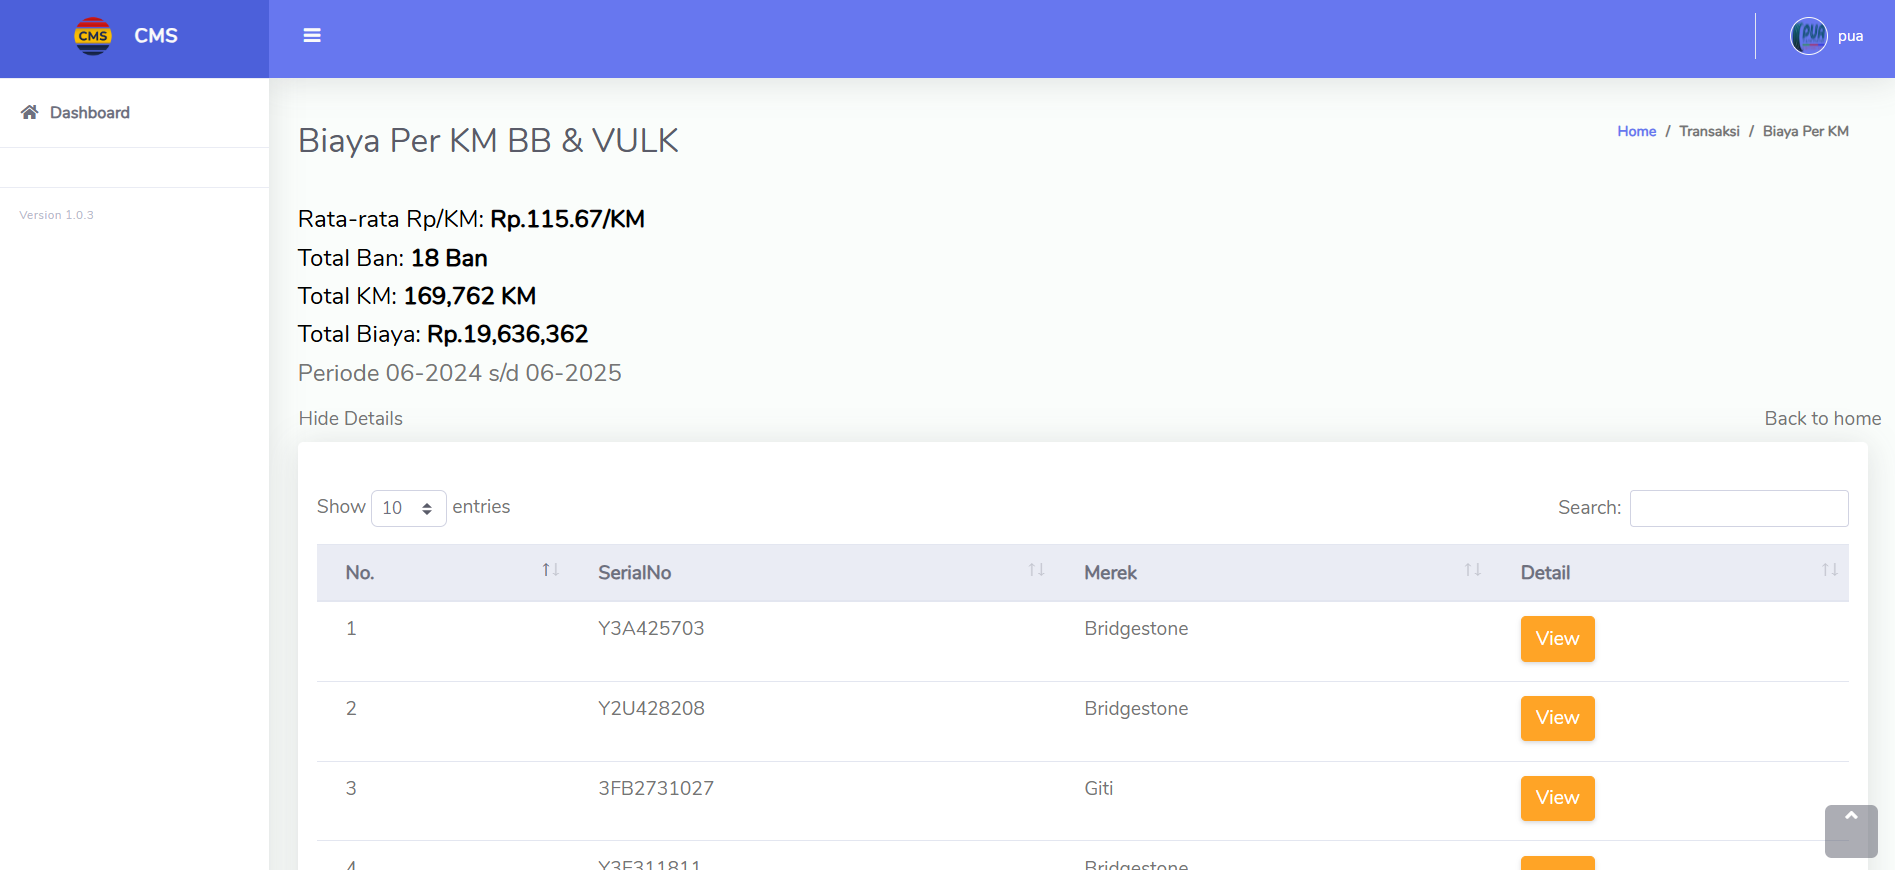 CMS CMS
PUA pua
Dashboard
Version 1.0.3
Biaya Per KM BB & VULK
Home / Transaksi / Biaya Per KM
Rata-rata Rp/KM: Rp.115.67/KM
Total Ban: 18 Ban
Total KM: 169,762 KM
Total Biaya: Rp.19,636,362
Periode 06-2024 s/d 06-2025
Hide Details
Back to home
Show 10 entries
Search:
No. SerialNo Merek Detail
1 Y3A425703 Bridgestone View
2 Y2U428208 Bridgestone View
3 3FB2731027 Giti View
4 Y3F311811 Bridgestone